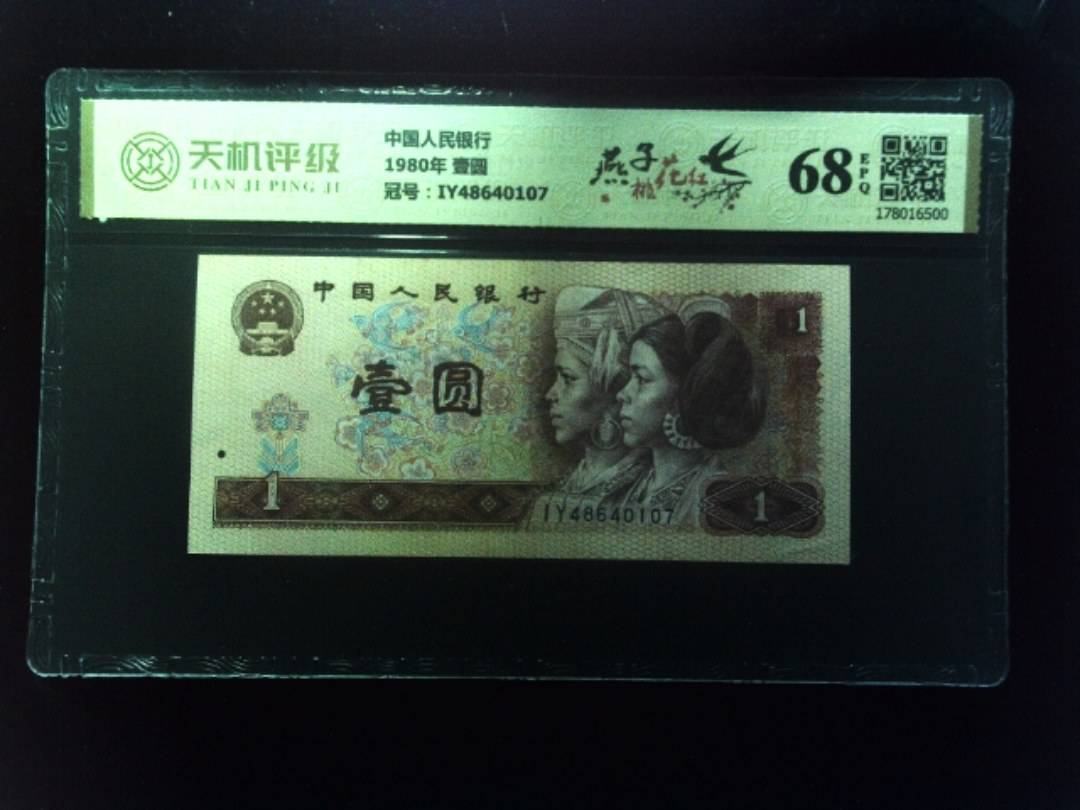 天机评级
TIAN JI PING JI
中国人民银行
1980年 壹圆
冠号：IY48640107
燕子
桃花红
68
EPQ
178016500
中国人民银行
1
壹圆
1
IY48640107
1